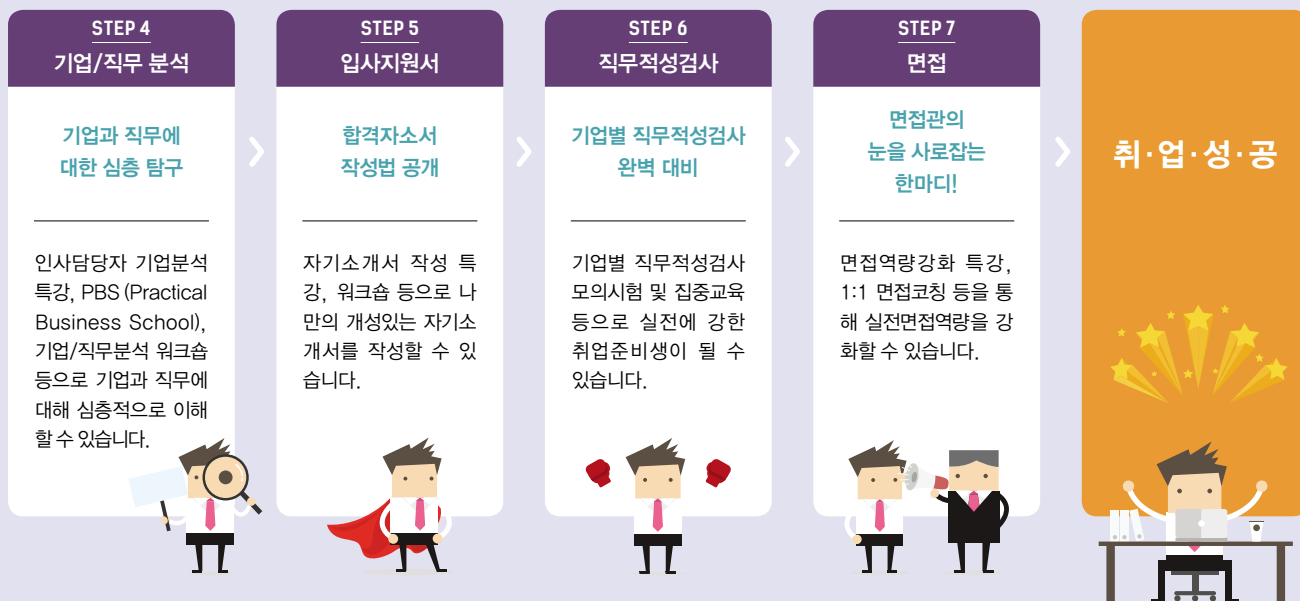 STEP 4
기업/직무 분석
기업과 직무에
대한 심층 탐구
인사담당자 기업분석
특강, PBS (Practical
Business School),
기업/직무분석 워크숍
등으로 기업과 직무에
대해 심층적으로 이해
할 수 있습니다.
STEP 5
입사지원서
합격자소서
작성법 공개
자기소개서 작성 특
강, 워크숍 등으로 나
만의 개성있는 자기소
개서를 작성할 수 있
습니다.
STEP 6
직무적성검사
기업별 직무적성검사
완벽 대비
기업별 직무적성검사
모의시험 및 집중교육
등으로 실전에 강한
취업준비생이 될 수
있습니다.
STEP 7
면접
면접관의
눈을 사로잡는
한마디!
면접역량강화 특강,
1:1 면접코칭 등을 통
해 실전면접역량을 강
화할 수 있습니다.
취·업·성·공